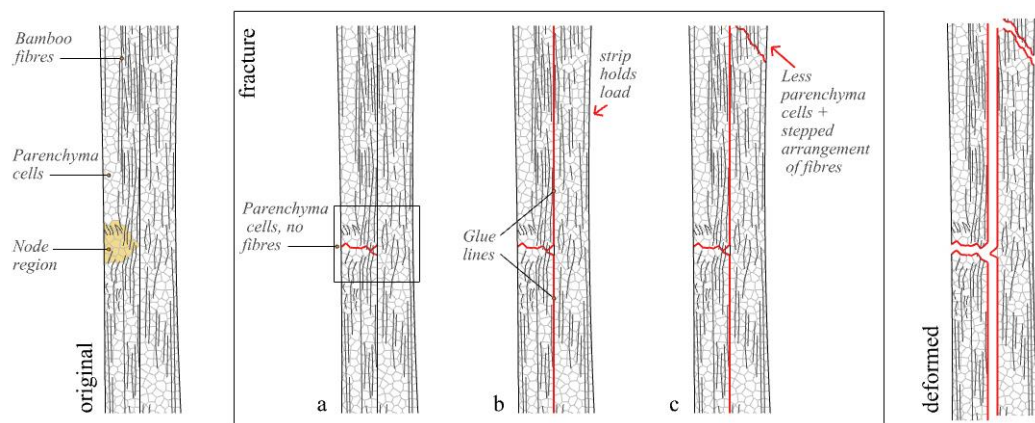 Bamboo
fibres
Parenchyma
cells
Node
region
original
fracture
Parenchyma
cells, no
fibres
a
strip
holds
load
Glue
lines
b
Less
parenchyma
cells +
stepped
arrangement
of fibres
c
deformed